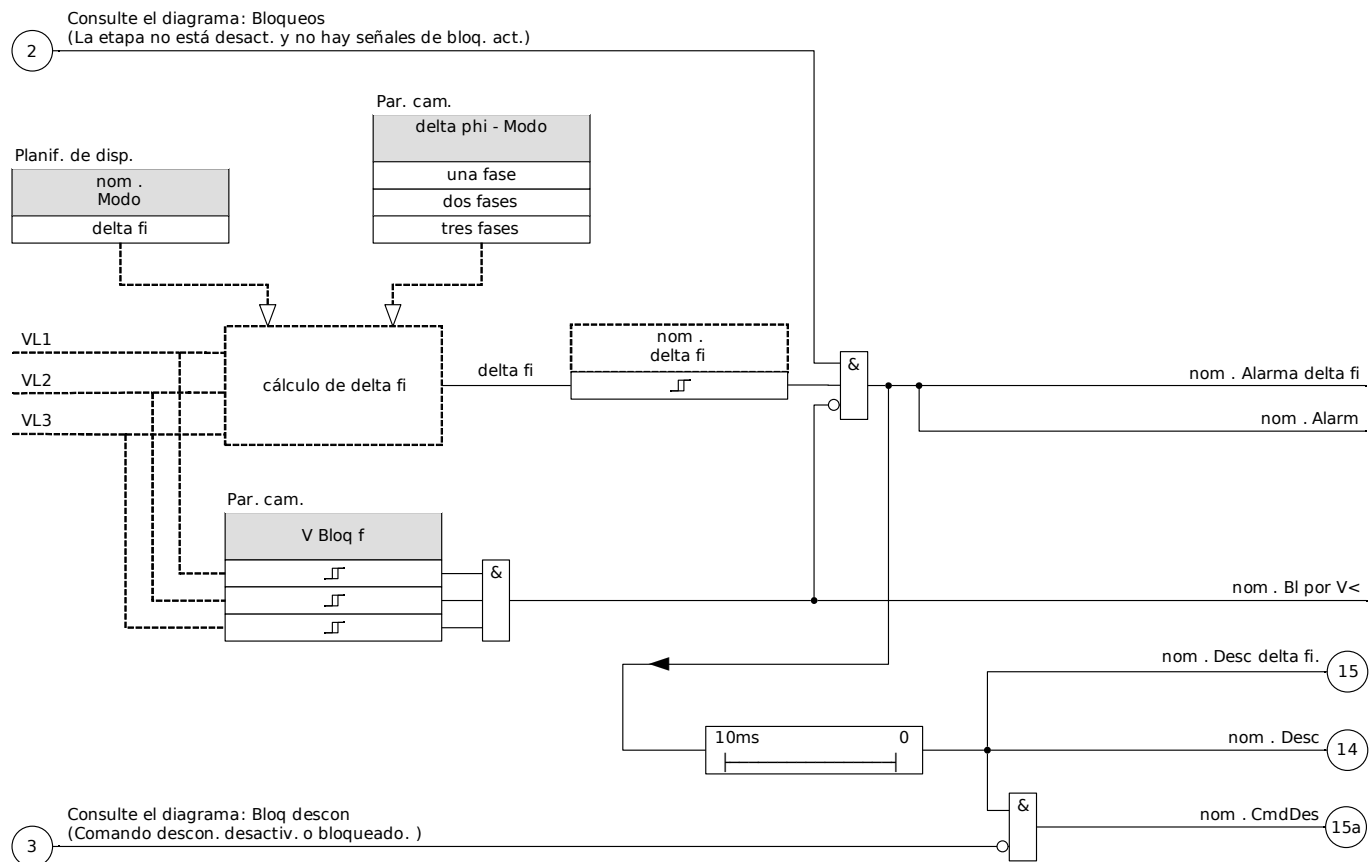 Consulte el diagrama: Bloqueos
(La etapa no está desact. y no hay señales de bloq. act.)
2
Par. cam.
delta phi - Modo
una fase
dos fases
tres fases
Planif. de disp.
nom .
Modo
delta fi
VL1
VL2
VL3
cálculo de delta fi
delta fi
nom .
delta fi
&
nom . Alarma delta fi
nom . Alarm
Par. cam.
V Bloq f
&
nom . Bl por V<
nom . Desc delta fi.
15
10ms 0
nom . Desc
14
&
nom . CmdDes
15a
Consulte el diagrama: Bloq descon
(Comando descon. desactiv. o bloqueado. )
3